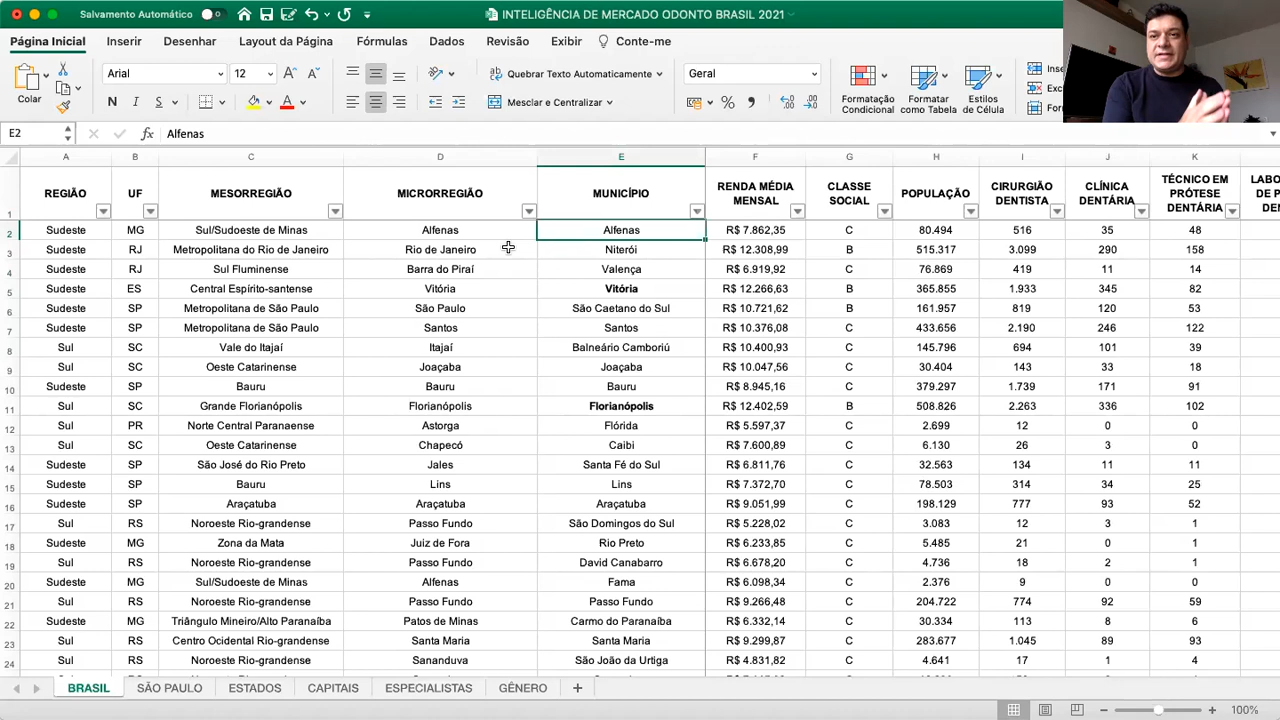 Salvamento Automático
INTELIGÊNCIA DE MERCADO ODONTO BRASIL 2021
Página Inicial Inserir Desenhar Layout da Página Fórmulas Dados Revisão Exibir Conte-me
Colar Arial 12 Quebrar Texto Automaticamente Geral
N I S A Mesclar e Centralizar % Formatação Condicional Formatar como Tabela Estilos de Célula
E2 fx Alfenas
A B C D E F G H I J K
1 REGIÃO UF MESORREGIÃO MICRORREGIÃO MUNICÍPIO RENDA MÉDIA MENSAL CLASSE SOCIAL POPULAÇÃO CIRURGIÃO DENTISTA CLÍNICA DENTÁRIA TÉCNICO EM PRÓTESE DENTÁRIA
2 Sudeste MG Sul/Sudoeste de Minas Alfenas Alfenas R$ 7.862,35 C 80.494 516 35 48
3 Sudeste RJ Metropolitana do Rio de Janeiro Rio de Janeiro Niterói R$ 12.308,99 B 515.317 3.099 290 158
4 Sudeste RJ Sul Fluminense Barra do Piraí Valença R$ 6.919,92 C 76.869 419 11 14
5 Sudeste ES Central Espírito-santense Vitória Vitória R$ 12.266,63 B 365.855 1.933 345 82
6 Sudeste SP Metropolitana de São Paulo São Paulo São Caetano do Sul R$ 10.721,62 B 161.957 819 120 53
7 Sudeste SP Metropolitana de São Paulo Santos Santos R$ 10.376,08 C 433.656 2.190 246 122
8 Sul SC Vale do Itajaí Itajaí Balneário Camboriú R$ 10.400,93 C 145.796 694 101 39
9 Sul SC Oeste Catarinense Joaçaba Joaçaba R$ 10.047,56 C 30.404 143 33 18
10 Sudeste SP Bauru Bauru Bauru R$ 8.945,16 C 379.297 1.739 171 91
11 Sul SC Grande Florianópolis Florianópolis Florianópolis R$ 12.402,59 B 508.826 2.263 336 102
12 Sul PR Norte Central Paranaense Astorga Flórida R$ 5.597,37 C 2.699 12 0 0
13 Sul SC Oeste Catarinense Chapecó Caibi R$ 7.600,89 C 6.130 26 3 0
14 Sudeste SP São José do Rio Preto Jales Santa Fé do Sul R$ 6.811,76 C 32.563 134 11 11
15 Sudeste SP Bauru Lins Lins R$ 7.372,70 C 78.503 314 34 25
16 Sudeste SP Araçatuba Araçatuba Araçatuba R$ 9.051,99 C 198.129 777 93 52
17 Sul RS Noroeste Rio-grandense Passo Fundo São Domingos do Sul R$ 5.228,02 C 3.083 12 3 1
18 Sudeste MG Zona da Mata Juiz de Fora Rio Preto R$ 6.233,85 C 5.485 21 0 1
19 Sul RS Noroeste Rio-grandense Passo Fundo David Canabarro R$ 6.678,20 C 4.736 18 2 1
20 Sudeste MG Sul/Sudoeste de Minas Alfenas Fama R$ 6.098,34 C 2.376 9 0 0
21 Sul RS Noroeste Rio-grandense Passo Fundo Passo Fundo R$ 9.266,48 C 204.722 774 92 59
22 Sudeste MG Triângulo Mineiro/Alto Paranaíba Patos de Minas Carmo do Paranaíba R$ 6.332,14 C 30.334 113 8 6
23 Sul RS Centro Ocidental Rio-grandense Santa Maria Santa Maria R$ 9.299,87 C 283.677 1.045 89 93
24 Sul RS Noroeste Rio-grandense Sananduva São João da Urtiga R$ 4.831,82 C 4.641 17 1 4
BRASIL SÃO PAULO ESTADOS CAPITAIS ESPECIALISTAS GÊNERO +
100%